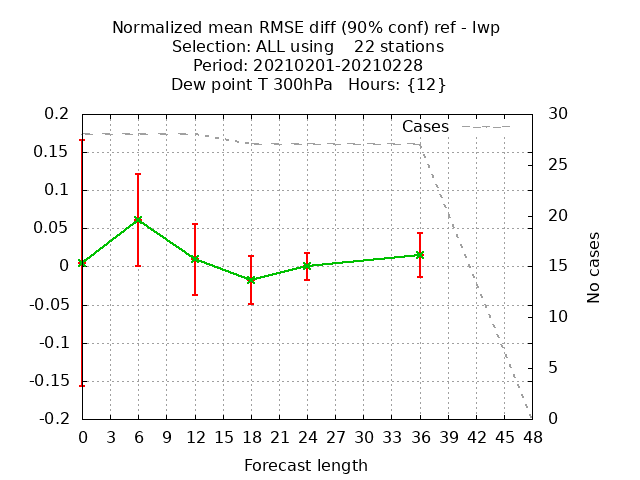 Normalized mean RMSE diff (90% conf) ref - lwp
Selection: ALL using    22 stations
Period: 20210201-20210228
Dew point T 300hPa   Hours: {12}
Cases
0.2
0.15
0.1
0.05
0
-0.05
-0.1
-0.15
-0.2
30
25
20
15
10
5
0
No cases
0 3 6 9 12 15 18 21 24 27 30 33 36 39 42 45 48
Forecast length